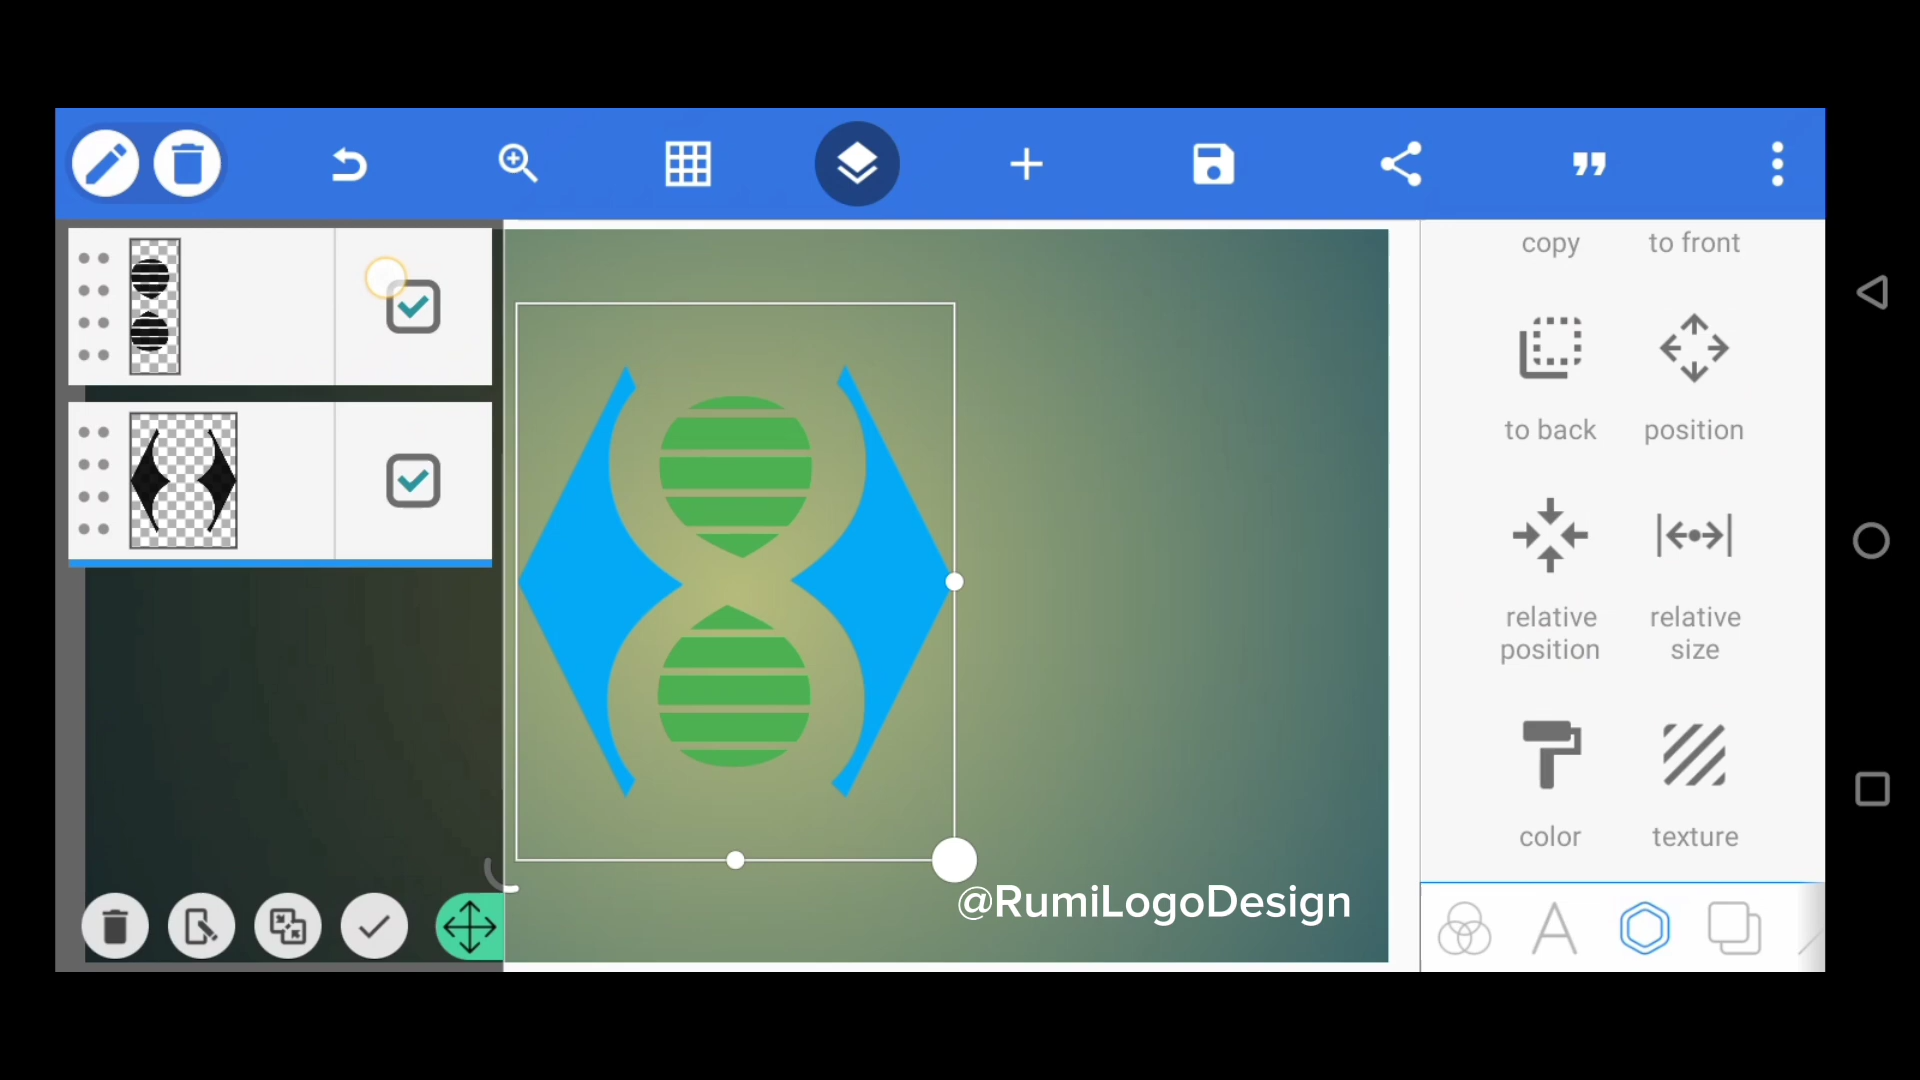 copy
to front
to back
position
relative position
relative size
color
texture
@RumiLogoDesign